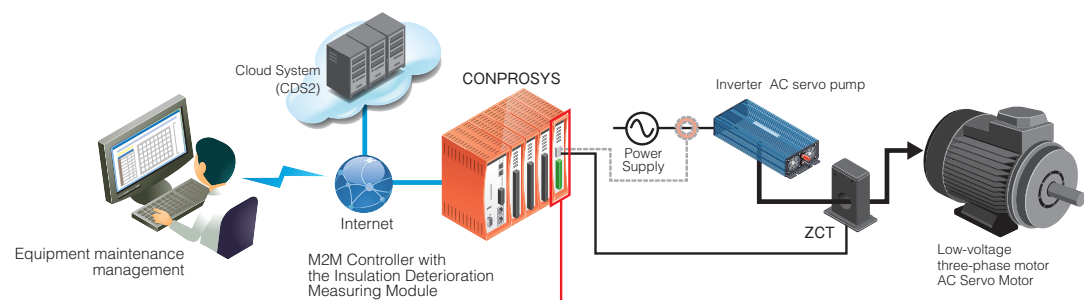 Cloud System
(CDS2)
CONPROSYS
Inverter AC servo pump
Power
Supply
Internet
ZCT
Equipment maintenance
management
M2M Controller with
the Insulation Deterioration
Measuring Module
Low-voltage
three-phase motor
AC Servo Motor